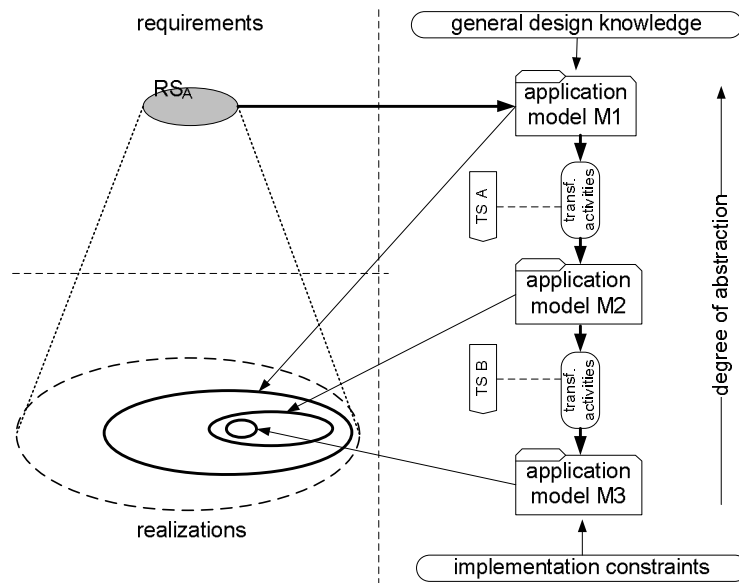 requirements
general design knowledge
RSA
application
model M1
TS A
transf.
activities
application
model M2
TS B
transf.
activities
application
model M3
degree of abstraction
realizations
implementation constraints